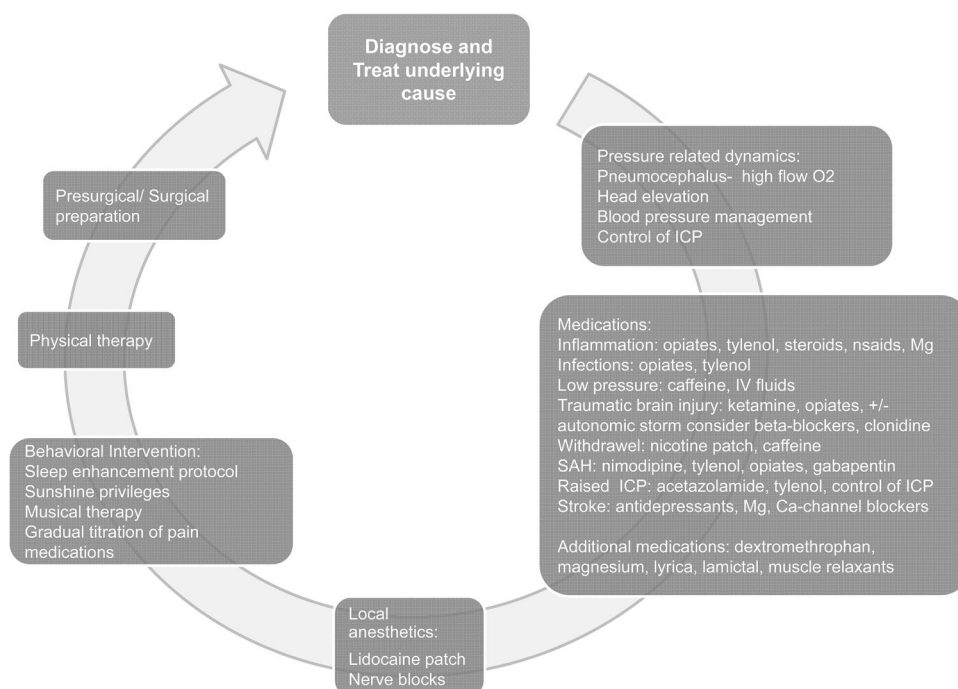 Diagnose and
Treat underlying
cause
Pressure related dynamics:
Pneumocephalus- high flow O2
Head elevation
Blood pressure management
Control of ICP
Medications:
Inflammation: opiates, tylenol, steroids, nsaids, Mg
Infections: opiates, tylenol
Low pressure: caffeine, IV fluids
Traumatic brain injury: ketamine, opiates, +/-
autonomic storm consider beta-blockers, clonidine
Withdrawel: nicotine patch, caffeine
SAH: nimodipine, tylenol, opiates, gabapentin
Raised ICP: acetazolamide, tylenol, control of ICP
Stroke: antidepressants, Mg, Ca-channel blockers
Additional medications: dextromethrophan,
magnesium, lyrica, lamictal, muscle relaxants
Local
anesthetics:
Lidocaine patch
Nerve blocks
Behavioral Intervention:
Sleep enhancement protocol
Sunshine privileges
Musical therapy
Gradual titration of pain
medications
Physical therapy
Presurgical/ Surgical
preparation